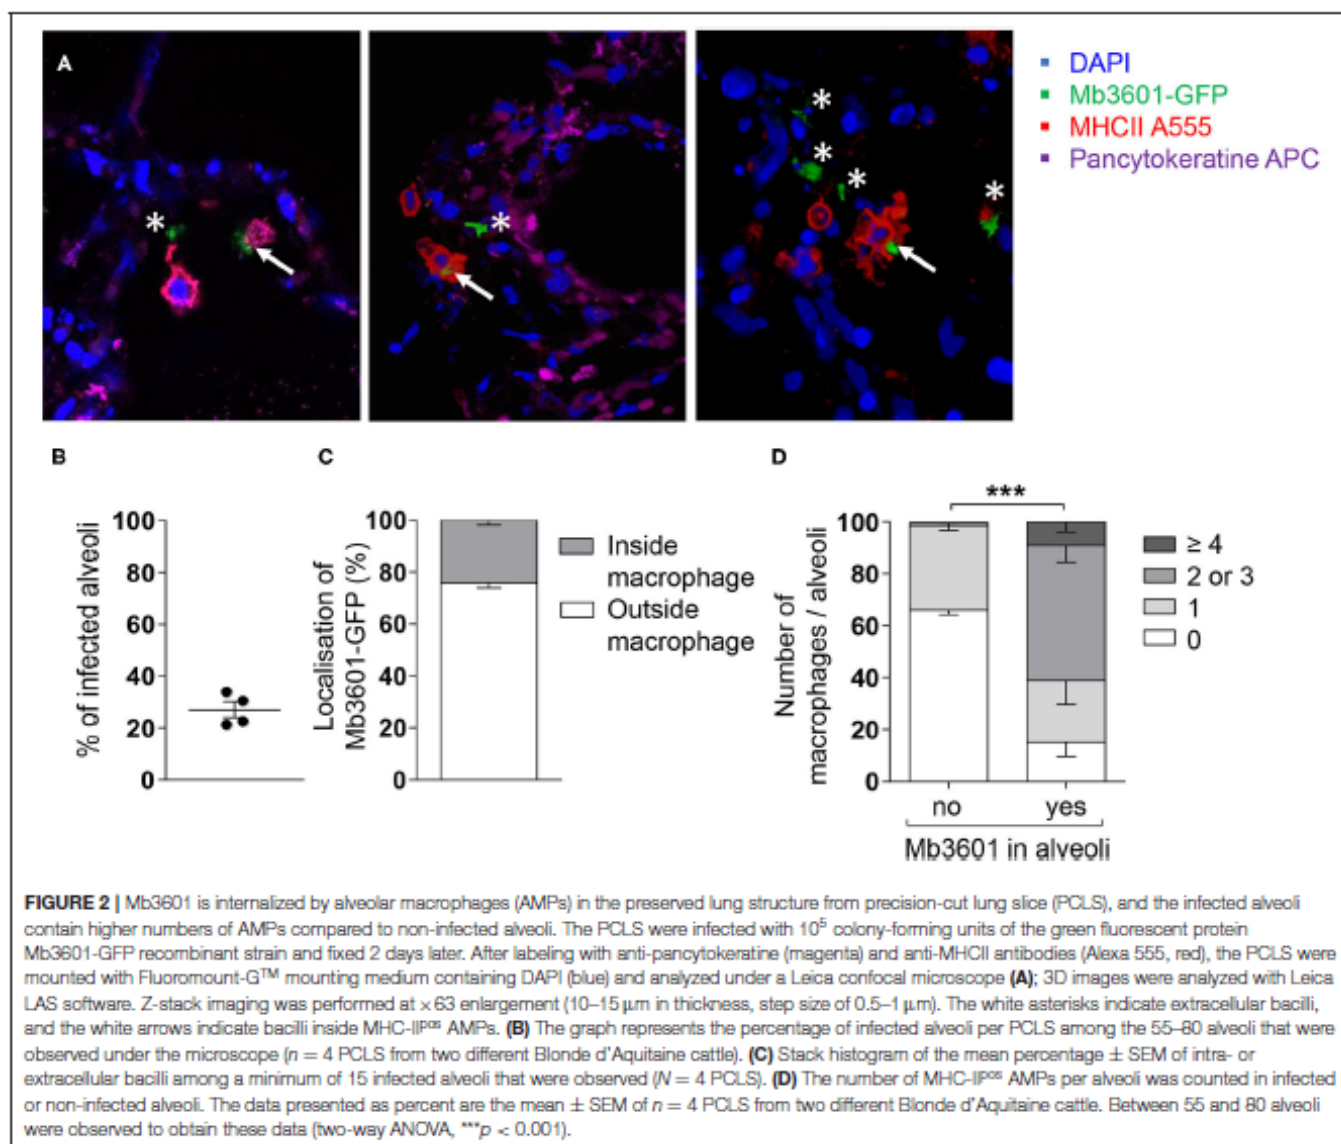 A
DAPI
Mb3601-GFP
MHCII A555
Pancytokeratine APC
*
*
*
*
*
*
B
% of infected alveoli
100
80
60
40
20
0
C
Localisation of
Mb3601-GFP (%)
100
80
60
40
20
0
Inside
macrophage
Outside
macrophage
D
Number of
macrophages / alveoli
100
80
60
40
20
0
***
no
yes
Mb3601 in alveoli
≥ 4
2 or 3
1
0
FIGURE 2 | Mb3601 is internalized by alveolar macrophages (AMPs) in the preserved lung structure from precision-cut lung slice (PCLS), and the infected alveoli
contain higher numbers of AMPs compared to non-infected alveoli. The PCLS were infected with 10⁵ colony-forming units of the green fluorescent protein
Mb3601-GFP recombinant strain and fixed 2 days later. After labeling with anti-pancytokeratine (magenta) and anti-MHCII antibodies (Alexa 555, red), the PCLS were
mounted with Fluoromount-G™ mounting medium containing DAPI (blue) and analyzed under a Leica confocal microscope (A); 3D images were analyzed with Leica
LAS software. Z-stack imaging was performed at ×63 enlargement (10–15 μm in thickness, step size of 0.5–1 μm). The white asterisks indicate extracellular bacilli,
and the white arrows indicate bacilli inside MHC-IIᵖᵒˢ AMPs. (B) The graph represents the percentage of infected alveoli per PCLS among the 55–80 alveoli that were
observed under the microscope (n = 4 PCLS from two different Blonde d'Aquitaine cattle). (C) Stack histogram of the mean percentage ± SEM of intra- or
extracellular bacilli among a minimum of 15 infected alveoli that were observed (N = 4 PCLS). (D) The number of MHC-IIᵖᵒˢ AMPs per alveoli was counted in infected
or non-infected alveoli. The data presented as percent are the mean ± SEM of n = 4 PCLS from two different Blonde d'Aquitaine cattle. Between 55 and 80 alveoli
were observed to obtain these data (two-way ANOVA, ***p < 0.001).